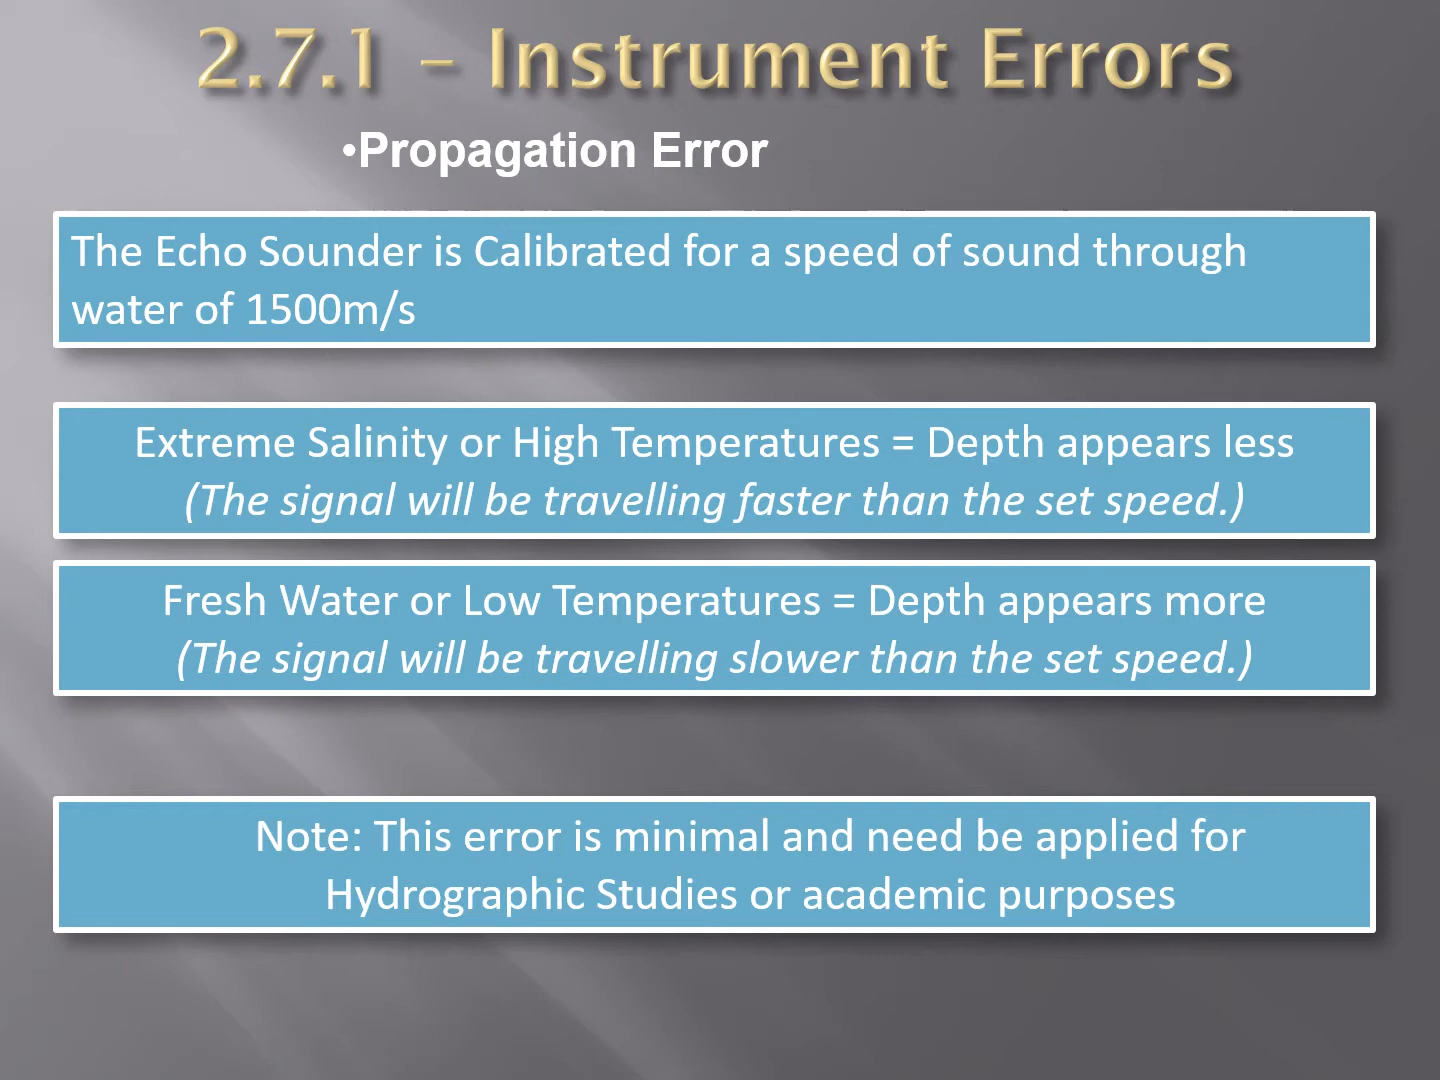 2.7.1 – Instrument Errors
•Propagation Error
The Echo Sounder is Calibrated for a speed of sound through
water of 1500m/s
Extreme Salinity or High Temperatures = Depth appears less
(The signal will be travelling faster than the set speed.)
Fresh Water or Low Temperatures = Depth appears more
(The signal will be travelling slower than the set speed.)
Note: This error is minimal and need be applied for
Hydrographic Studies or academic purposes